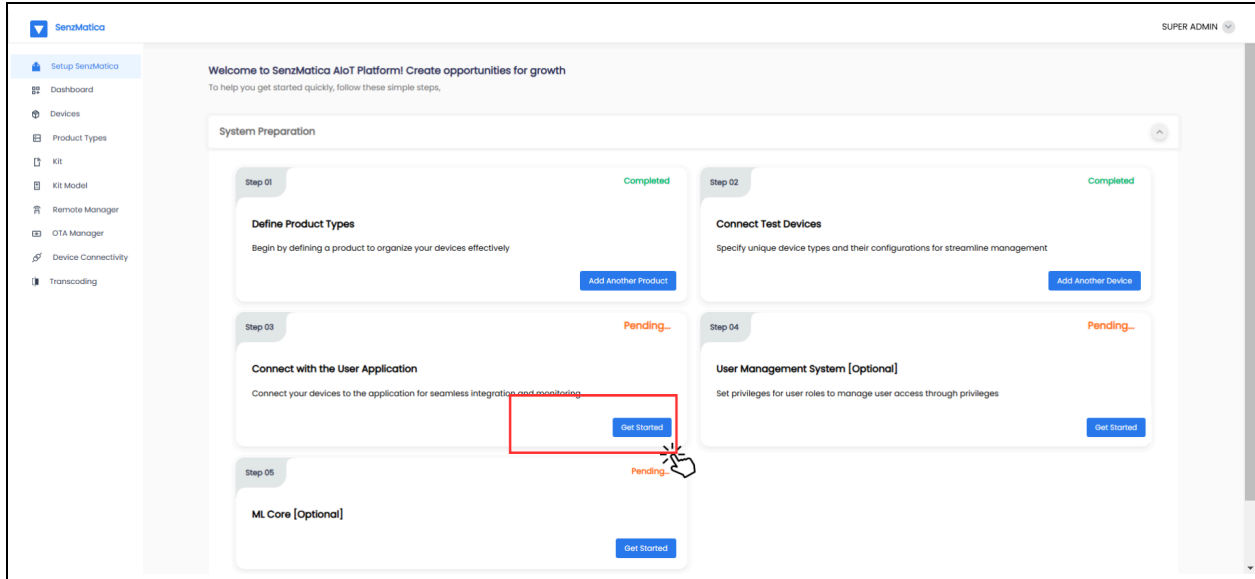 SenzMatica
SUPER ADMIN
Setup SenzMatica
Dashboard
Devices
Product Types
Kit
Kit Model
Remote Manager
OTA Manager
Device Connectivity
Transcoding
Welcome to SenzMatica AIoT Platform! Create opportunities for growth
To help you get started quickly, follow these simple steps,
System Preparation
Step 01
Completed
Define Product Types
Begin by defining a product to organize your devices effectively
Add Another Product
Step 02
Completed
Connect Test Devices
Specify unique device types and their configurations for streamline management
Add Another Device
Step 03
Pending...
Connect with the User Application
Connect your devices to the application for seamless integration and monitoring
Get Started
Step 04
Pending...
User Management System [Optional]
Set privileges for user roles to manage user access through privileges
Get Started
Step 05
Pending...
ML Core [Optional]
Get Started